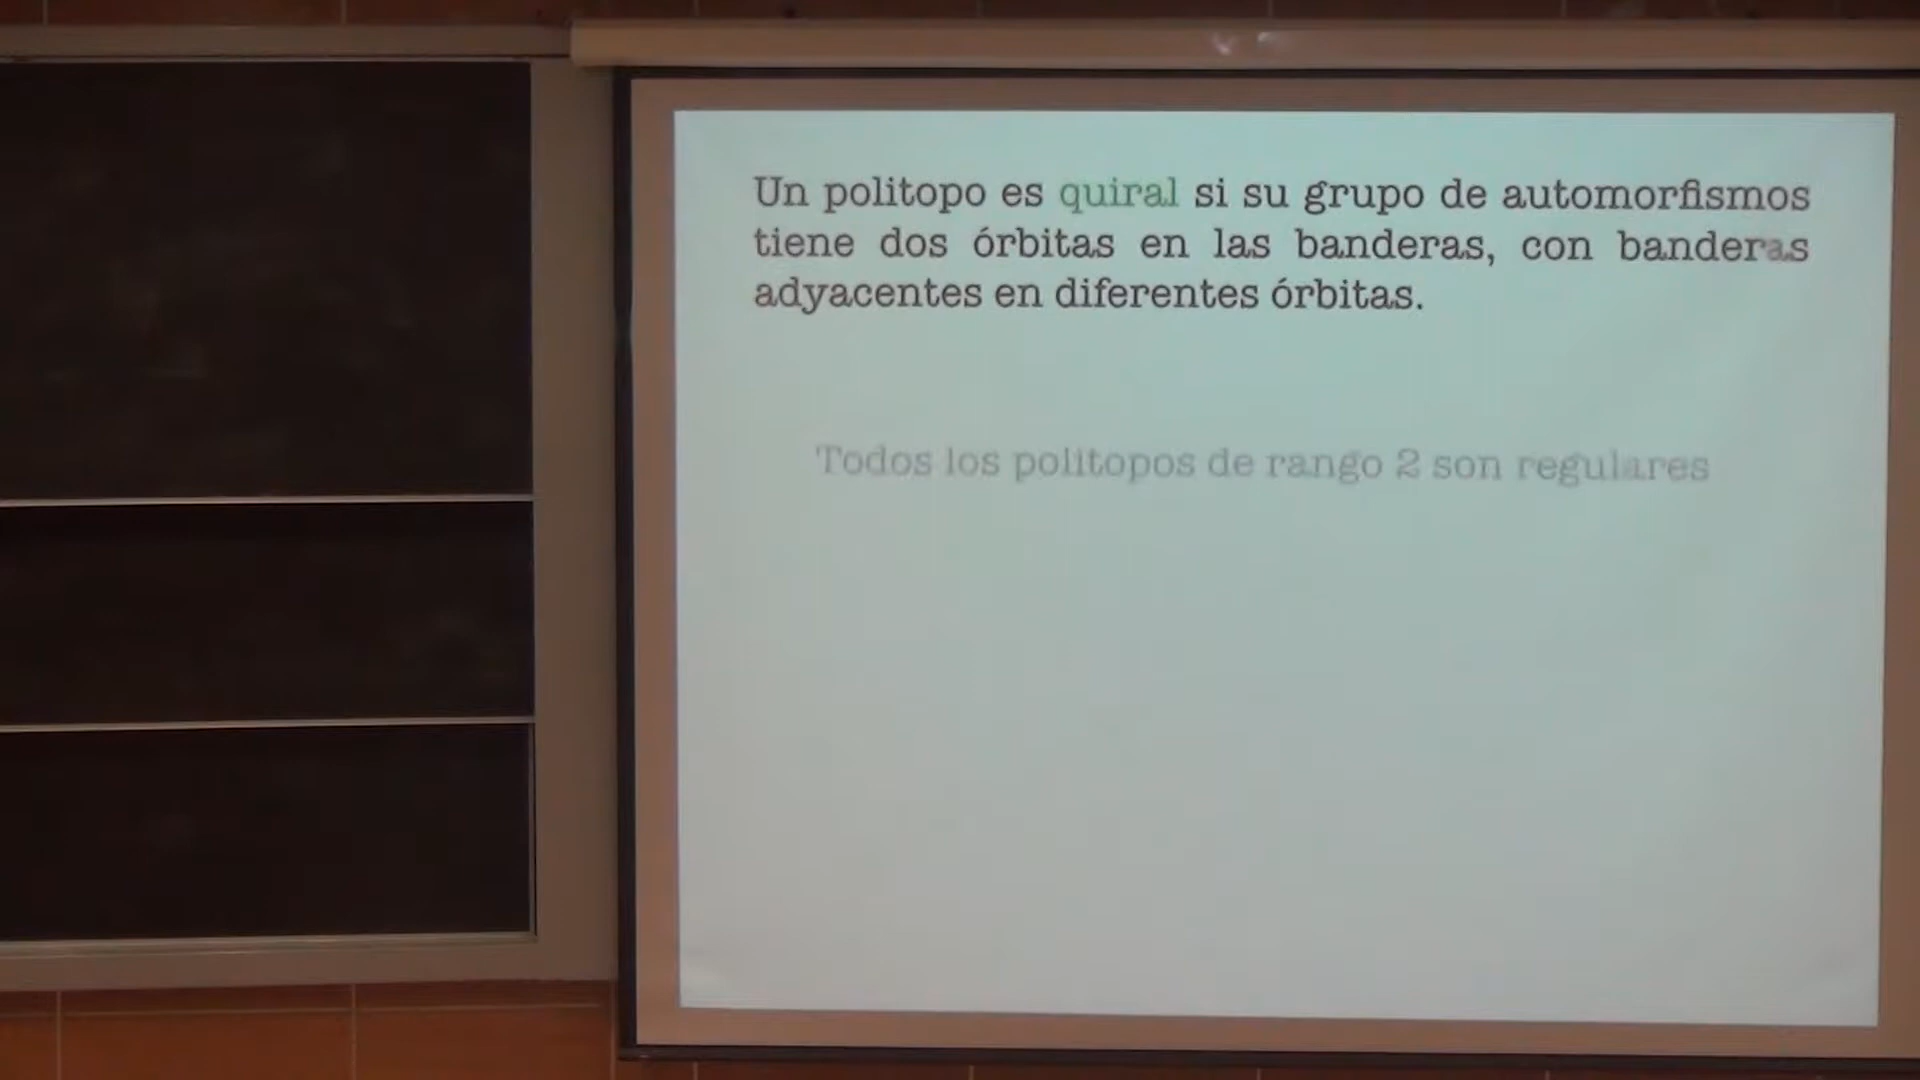 Un politopo es quiral si su grupo de automorfismos
tiene dos órbitas en las banderas, con banderas
adyacentes en diferentes órbitas.
Todos los politopos de rango 2 son regulares